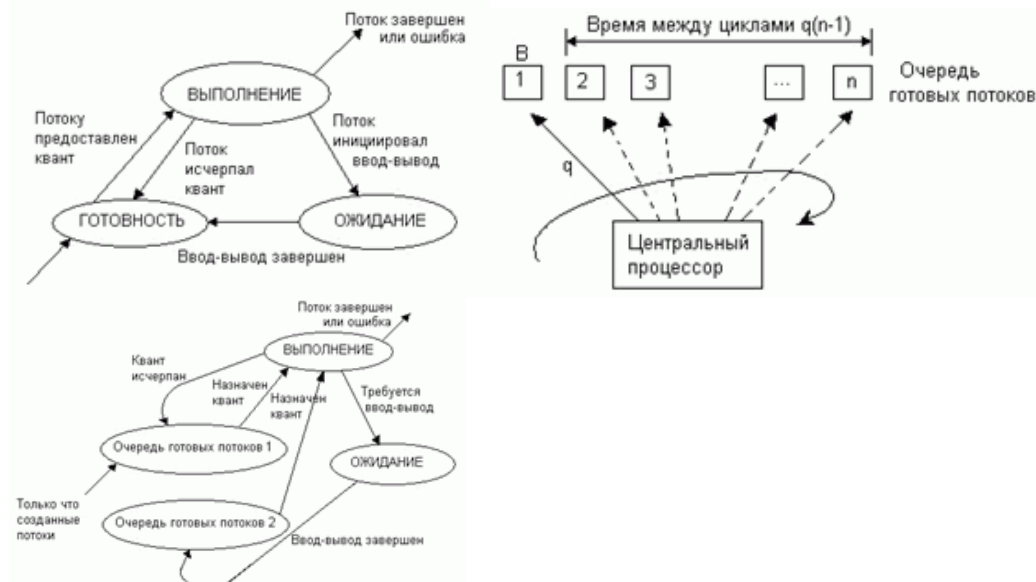 Поток завершен
или ошибка
ВЫПОЛНЕНИЕ
Потоку
предоставлен
квант
Поток
исчерпал
квант
Поток
инициировал
ввод-вывод
ГОТОВНОСТЬ
ОЖИДАНИЕ
Ввод-вывод завершен
Время между циклами q(n-1)
B
1
2
3
...
n
Очередь
готовых потоков
q
Центральный
процессор
Поток завершен
или ошибка
ВЫПОЛНЕНИЕ
Квант
исчерпан
Назначен
квант
Назначен
квант
Требуется
ввод-вывод
Очередь готовых потоков 1
ОЖИДАНИЕ
Только что
созданные
потоки
Очередь готовых потоков 2
Ввод-вывод завершен